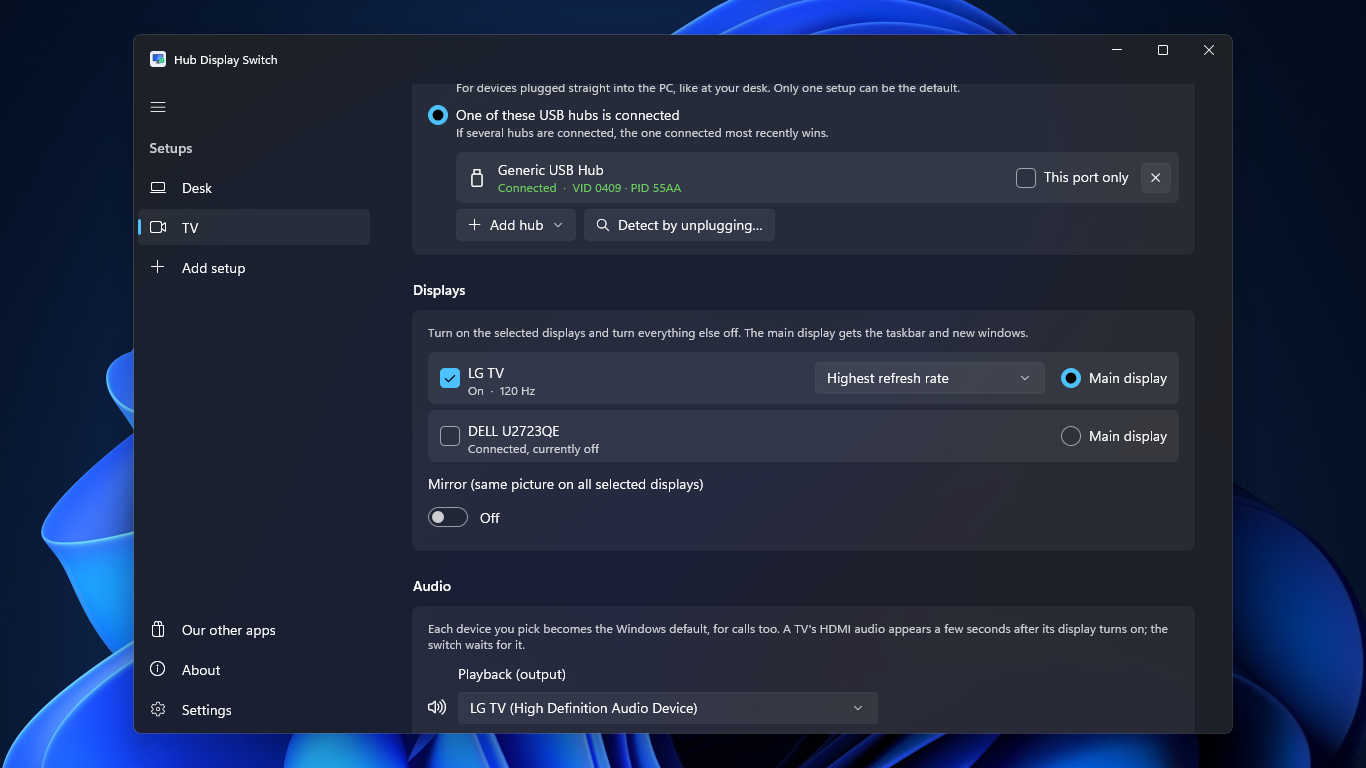 Hub Display Switch
Setups
Desk
TV
Add setup
Our other apps
About
Settings
For devices plugged straight into the PC, like at your desk. Only one setup can be the default.
One of these USB hubs is connected
If several hubs are connected, the one connected most recently wins.
Generic USB Hub
Connected · VID 0409 · PID 55AA
This port only
Add hub
Detect by unplugging...
Displays
Turn on the selected displays and turn everything else off. The main display gets the taskbar and new windows.
LG TV
On · 120 Hz
Highest refresh rate
Main display
DELL U2723QE
Connected, currently off
Main display
Mirror (same picture on all selected displays)
Off
Audio
Each device you pick becomes the Windows default, for calls too. A TV's HDMI audio appears a few seconds after its display turns on; the
switch waits for it.
Playback (output)
LG TV (High Definition Audio Device)